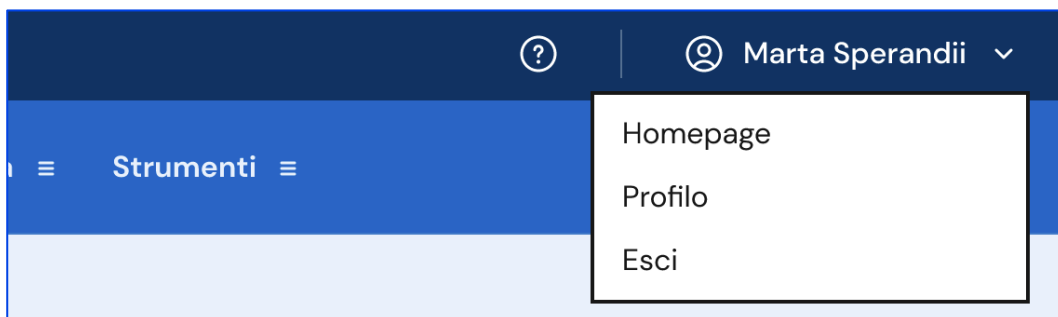 Marta Sperandii
Strumenti
Homepage
Profilo
Esci